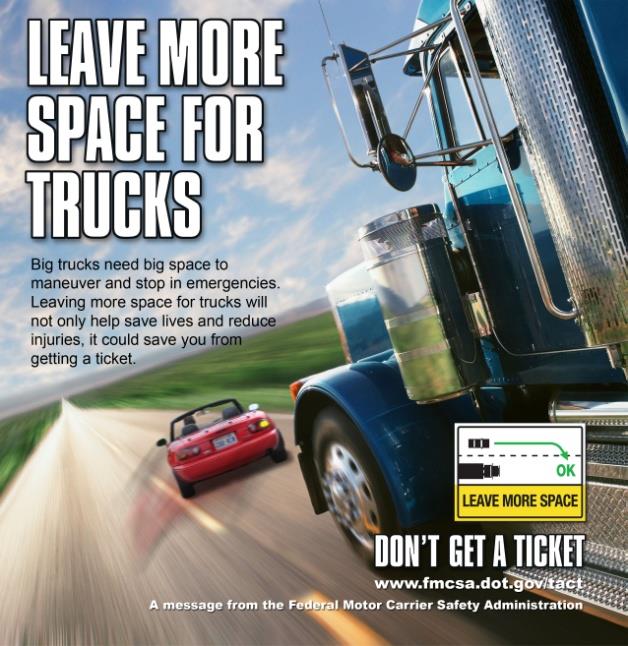 LEAVE MORE
SPACE FOR
TRUCKS
Big trucks need big space to
maneuver and stop in emergencies.
Leaving more space for trucks will
not only help save lives and reduce
injuries, it could save you from
getting a ticket.
OK
LEAVE MORE SPACE
DON'T GET A TICKET
www.fmcsa.dot.gov/tact
A message from the Federal Motor Carrier Safety Administration